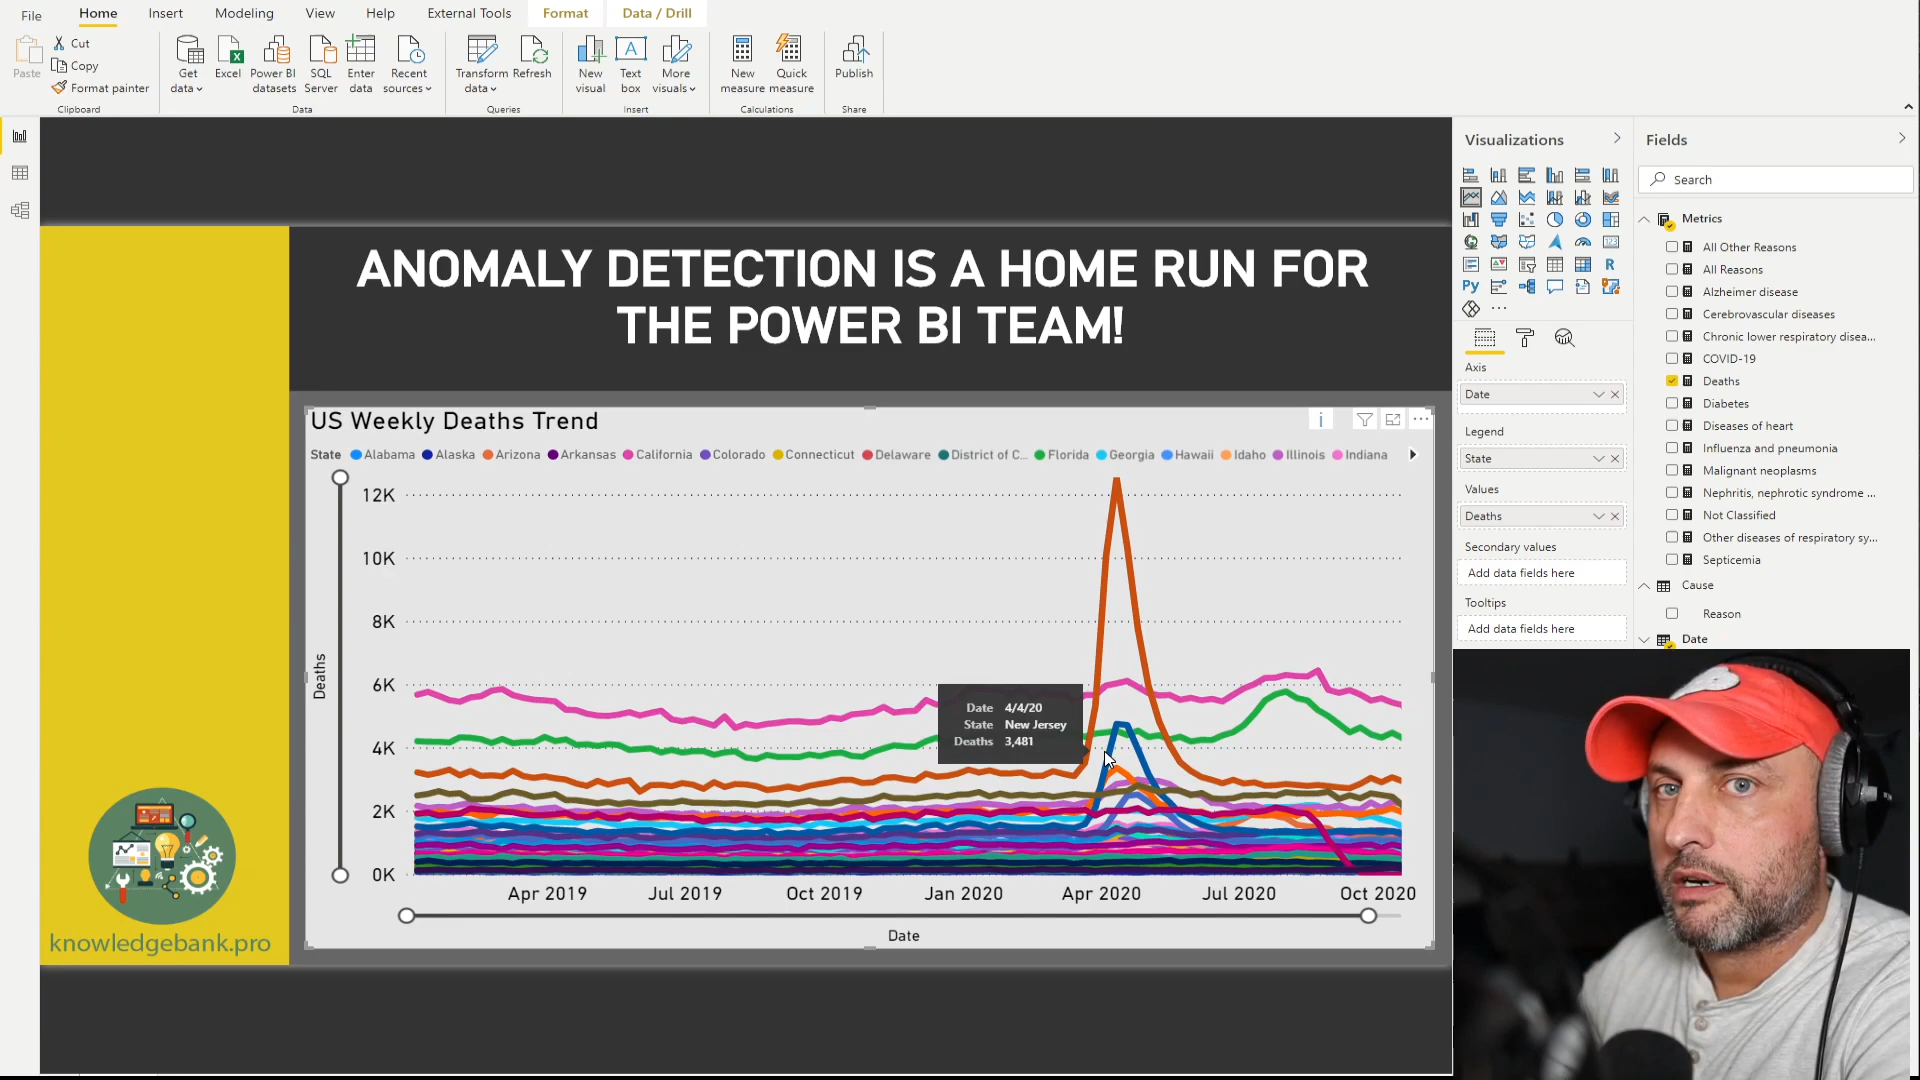 File
Home
Insert
Modeling
View
Help
External Tools
Format
Data / Drill
Paste
Cut
Copy
Format painter
Clipboard
Get data
Excel
Power BI datasets
SQL Server
Enter data
Recent sources
Data
Transform data
Refresh
Queries
New visual
Text box
More visuals
Insert
New measure
Quick measure
Calculations
Publish
Share
ANOMALY DETECTION IS A HOME RUN FOR
THE POWER BI TEAM!
knowledgebank.pro
US Weekly Deaths Trend
State Alabama Alaska Arizona Arkansas California Colorado Connecticut Delaware District of C... Florida Georgia Hawaii Idaho Illinois Indiana
12K
10K
8K
6K
4K
2K
0K
Deaths
Date 4/4/20
State New Jersey
Deaths 3,481
Apr 2019 Jul 2019 Oct 2019 Jan 2020 Apr 2020 Jul 2020 Oct 2020
Date
Visualizations
R
Py
Axis
Date
Legend
State
Values
Deaths
Secondary values
Add data fields here
Tooltips
Add data fields here
Fields
Search
Metrics
All Other Reasons
All Reasons
Alzheimer disease
Cerebrovascular diseases
Chronic lower respiratory disea...
COVID-19
Deaths
Diabetes
Diseases of heart
Influenza and pneumonia
Malignant neoplasms
Nephritis, nephrotic syndrome ...
Not Classified
Other diseases of respiratory sy...
Septicemia
Cause
Reason
Date